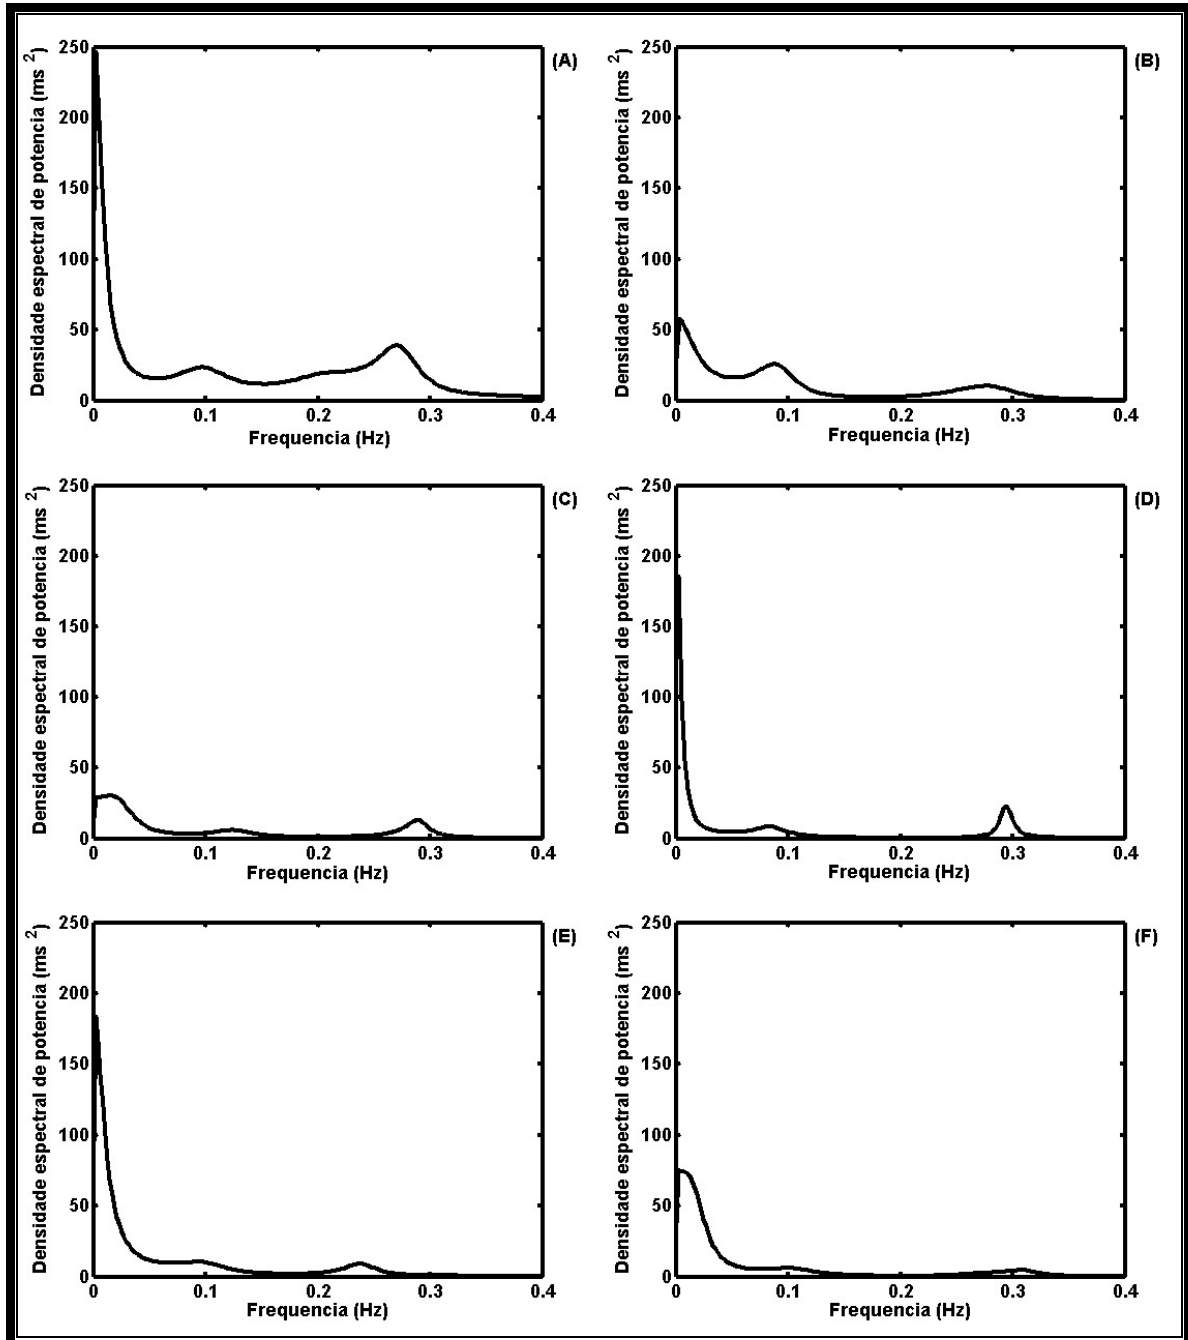 (A)
Densidade espectral de potencia (ms 2)
250
200
150
100
50
0
0 0.1 0.2 0.3 0.4
Frequencia (Hz)
(B)
Densidade espectral de potencia (ms 2)
250
200
150
100
50
0
0 0.1 0.2 0.3 0.4
Frequencia (Hz)
(C)
Densidade espectral de potencia (ms 2)
250
200
150
100
50
0
0 0.1 0.2 0.3 0.4
Frequencia (Hz)
(D)
Densidade espectral de potencia (ms 2)
250
200
150
100
50
0
0 0.1 0.2 0.3 0.4
Frequencia (Hz)
(E)
Densidade espectral de potencia (ms 2)
250
200
150
100
50
0
0 0.1 0.2 0.3 0.4
Frequencia (Hz)
(F)
Densidade espectral de potencia (ms 2)
250
200
150
100
50
0
0 0.1 0.2 0.3 0.4
Frequencia (Hz)